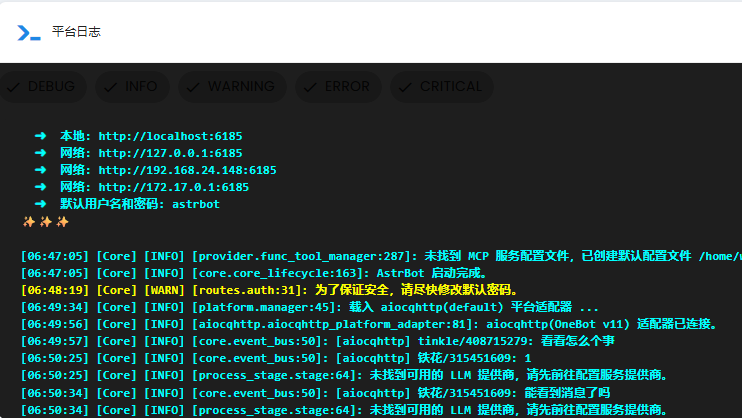 平台日志
DEBUG INFO WARNING ERROR CRITICAL
➜ 本地: http://localhost:6185
➜ 网络: http://127.0.0.1:6185
➜ 网络: http://192.168.24.148:6185
➜ 网络: http://172.17.0.1:6185
➜ 默认用户名和密码: astrbot
✨✨✨
[06:47:05] [Core] [INFO] [provider.func_tool_manager:287]: 未找到 MCP 服务配置文件，已创建默认配置文件 /home/
[06:47:05] [Core] [INFO] [core.core_lifecycle:163]: AstrBot 启动完成。
[06:48:19] [Core] [WARN] [routes.auth:31]: 为了保证安全，请尽快修改默认密码。
[06:49:34] [Core] [INFO] [platform.manager:45]: 载入 aiocqhttp(default) 平台适配器 ...
[06:49:56] [Core] [INFO] [aiocqhttp.aiocqhttp_platform_adapter:81]: aiocqhttp(OneBot v11) 适配器已连接。
[06:49:57] [Core] [INFO] [core.event_bus:50]: [aiocqhttp] tinkle/408715279: 看看怎么个事
[06:50:25] [Core] [INFO] [core.event_bus:50]: [aiocqhttp] 铁花/315451609: 1
[06:50:25] [Core] [INFO] [process_stage.stage:64]: 未找到可用的 LLM 提供商，请先前往配置服务提供商。
[06:50:34] [Core] [INFO] [core.event_bus:50]: [aiocqhttp] 铁花/315451609: 能看到消息了吗
[06:50:34] [Core] [INFO] [process_stage.stage:64]: 未找到可用的 LLM 提供商，请先前往配置服务提供商。